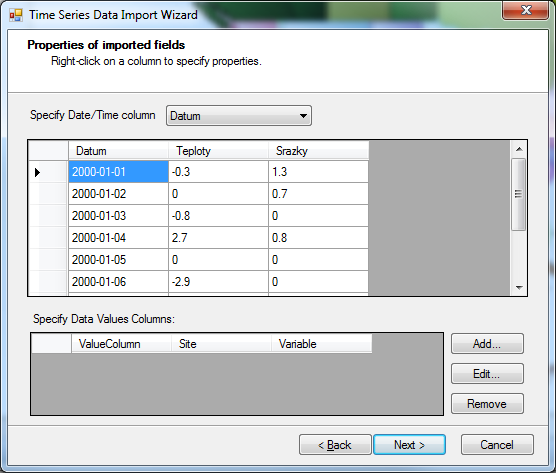 Time Series Data Import Wizard
Properties of imported fields
Right-click on a column to specify properties.
Specify Date/Time column Datum
Datum Teploty Srazky
2000-01-01 -0.3 1.3
2000-01-02 0 0.7
2000-01-03 -0.8 0
2000-01-04 2.7 0.8
2000-01-05 0 0
2000-01-06 -2.9 0
Specify Data Values Columns:
ValueColumn Site Variable
Add...
Edit...
Remove
< Back Next > Cancel